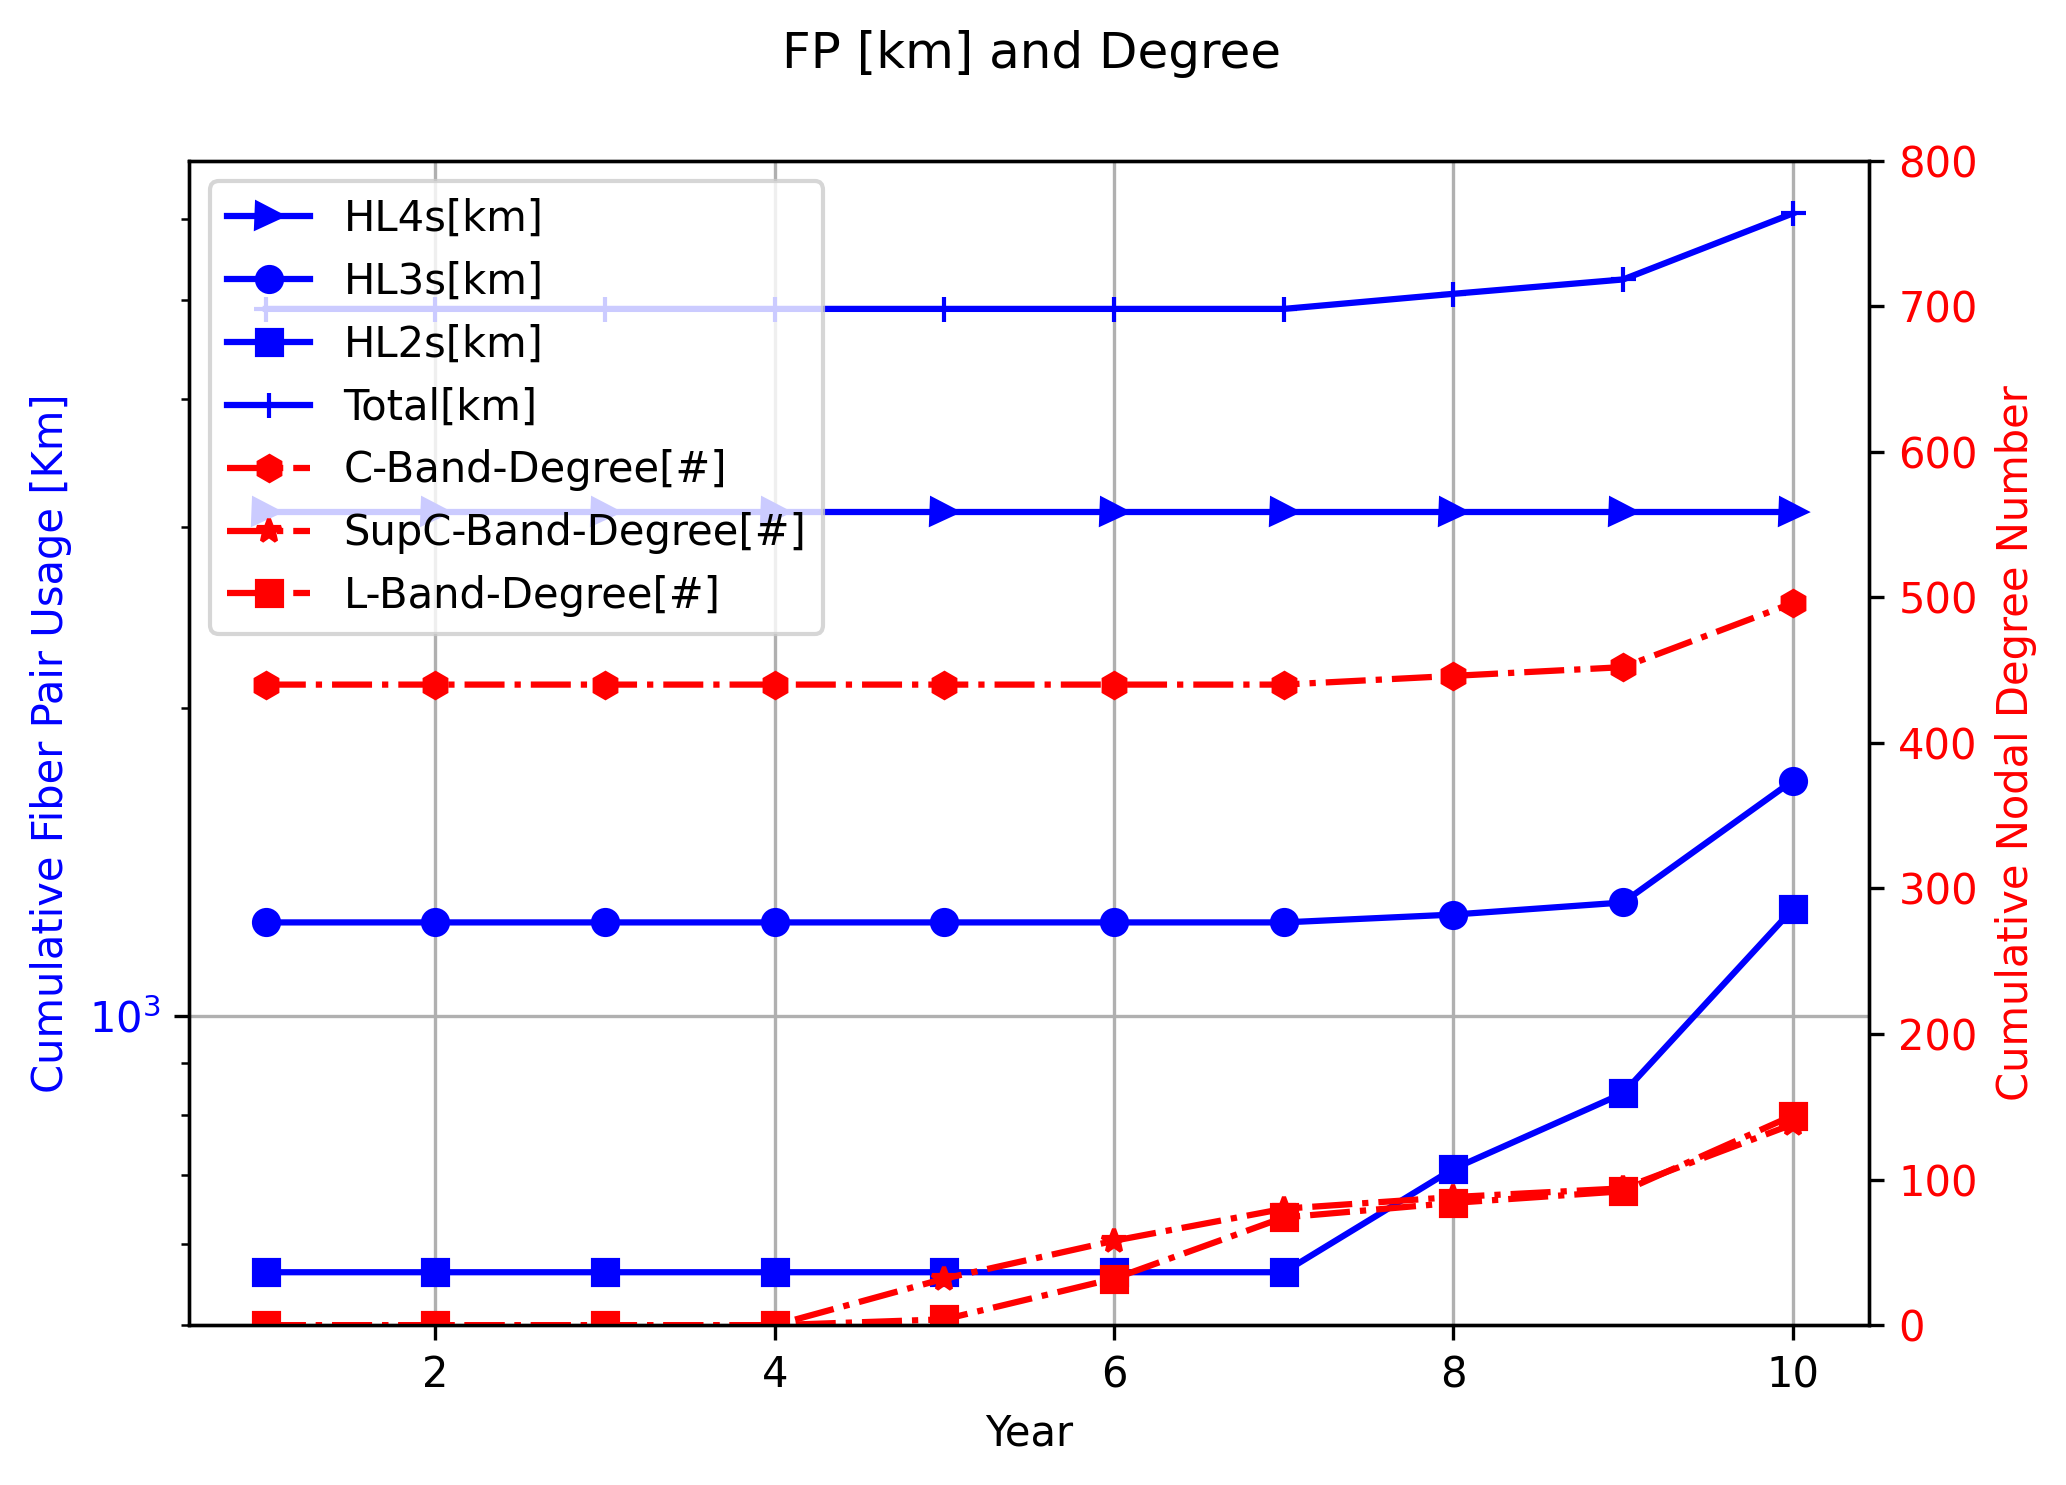 FP [km] and Degree
HL4s[km]
HL3s[km]
HL2s[km]
Total[km]
C-Band-Degree[#]
SupC-Band-Degree[#]
L-Band-Degree[#]
Cumulative Fiber Pair Usage [Km]
10³
Cumulative Nodal Degree Number
800
700
600
500
400
300
200
100
0
2 4 6 8 10
Year